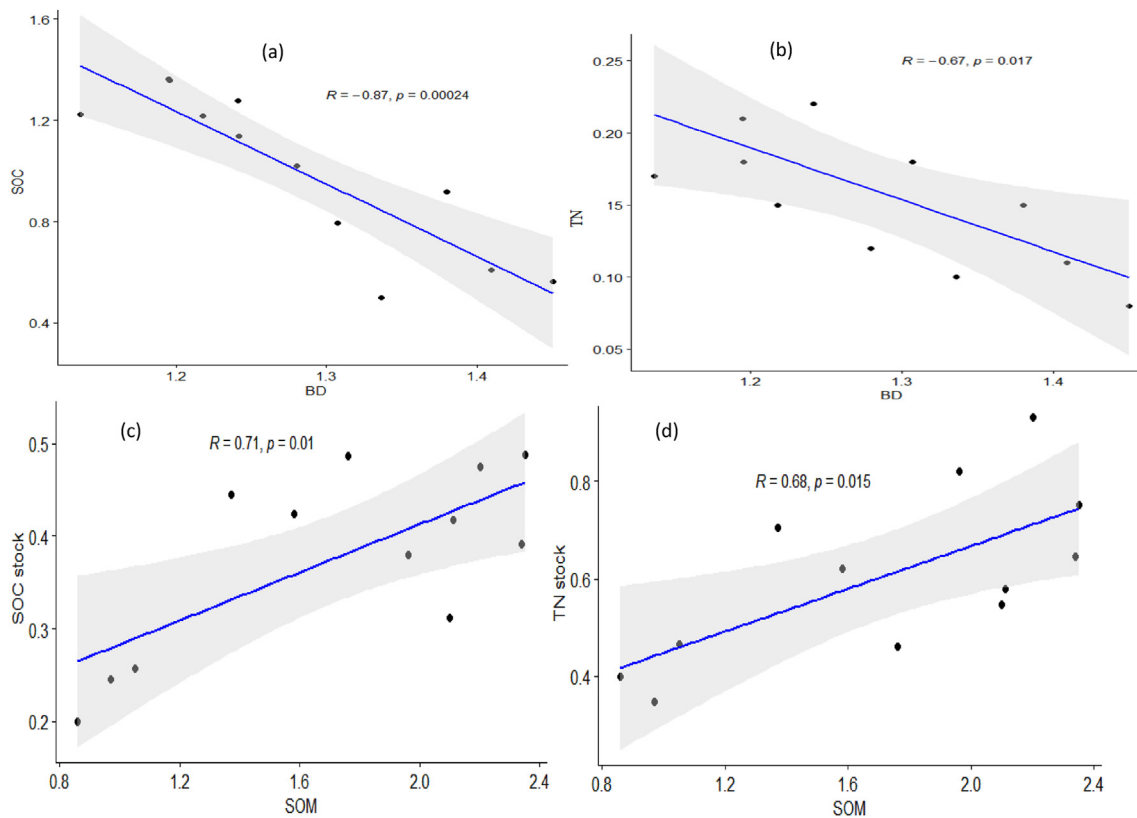 (a)
R = −0.87, p = 0.00024
1.6
1.2
0.8
0.4
SOC
1.2 1.3 1.4
BD
(b)
R = −0.67, p = 0.017
0.25
0.20
15
0.10
0.05
TN
1.2 1.3 1.4
BD
(c)
R = 0.71, p = 0.01
0.5
0.4
0.3
0.2
SOC stock
0.8 1.2 1.6 2.0 2.4
SOM
(d)
R = 0.68, p = 0.015
0.8
0.6
0.4
TN stock
0.8 1.2 1.6 2.0 2.4
SOM